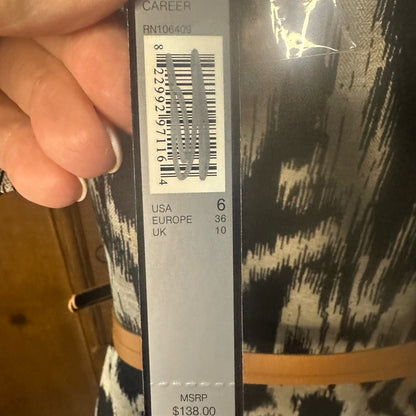 CAREER
RN106409
8 22992 97116 4
USA 6
EUROPE 36
UK 10
MSRP
$138.00